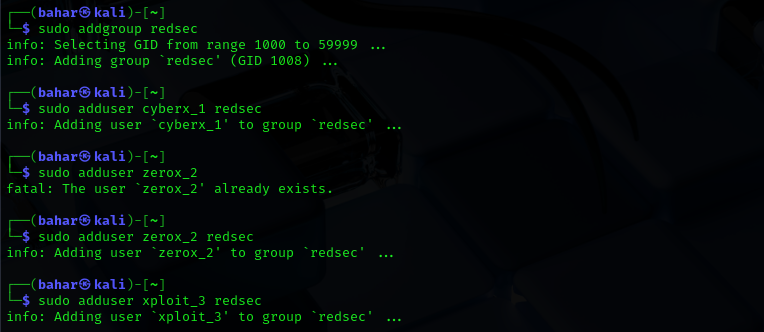 ┌──(bahar㉿kali)-[~]
└─$ sudo addgroup redsec
info: Selecting GID from range 1000 to 59999 ...
info: Adding group `redsec' (GID 1008) ...

┌──(bahar㉿kali)-[~]
└─$ sudo adduser cyberx_1 redsec
info: Adding user `cyberx_1' to group `redsec' ...

┌──(bahar㉿kali)-[~]
└─$ sudo adduser zerox_2
fatal: The user `zerox_2' already exists.

┌──(bahar㉿kali)-[~]
└─$ sudo adduser zerox_2 redsec
info: Adding user `zerox_2' to group `redsec' ...

┌──(bahar㉿kali)-[~]
└─$ sudo adduser xploit_3 redsec
info: Adding user `xploit_3' to group `redsec' ...